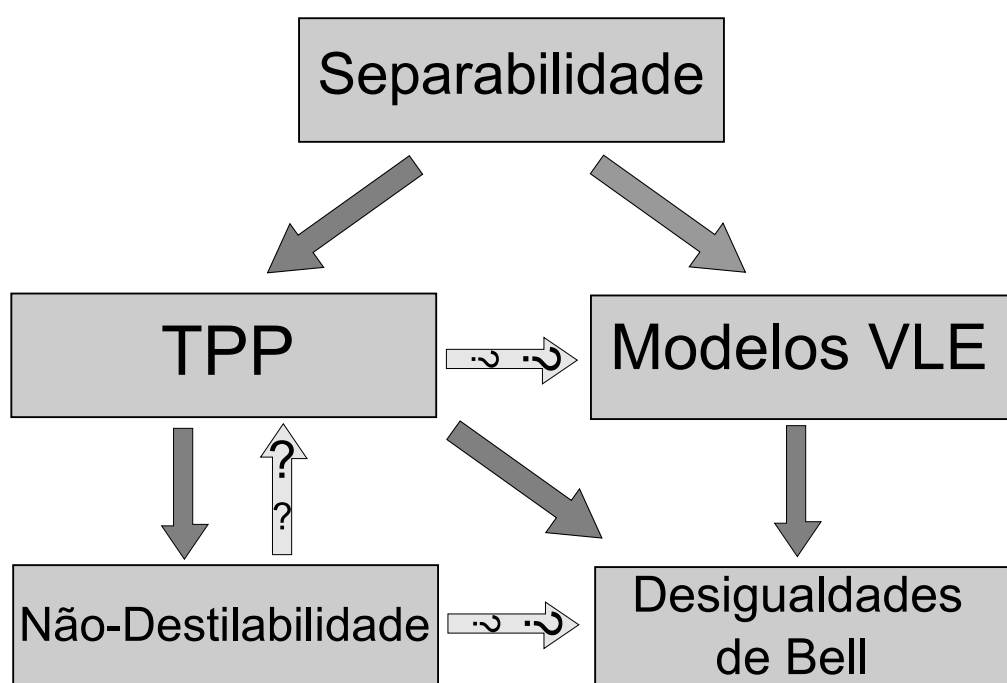 Separabilidade
TPP
? ?
Modelos VLE
?
?
Não-Destilabilidade
? ?
Desigualdades
de Bell